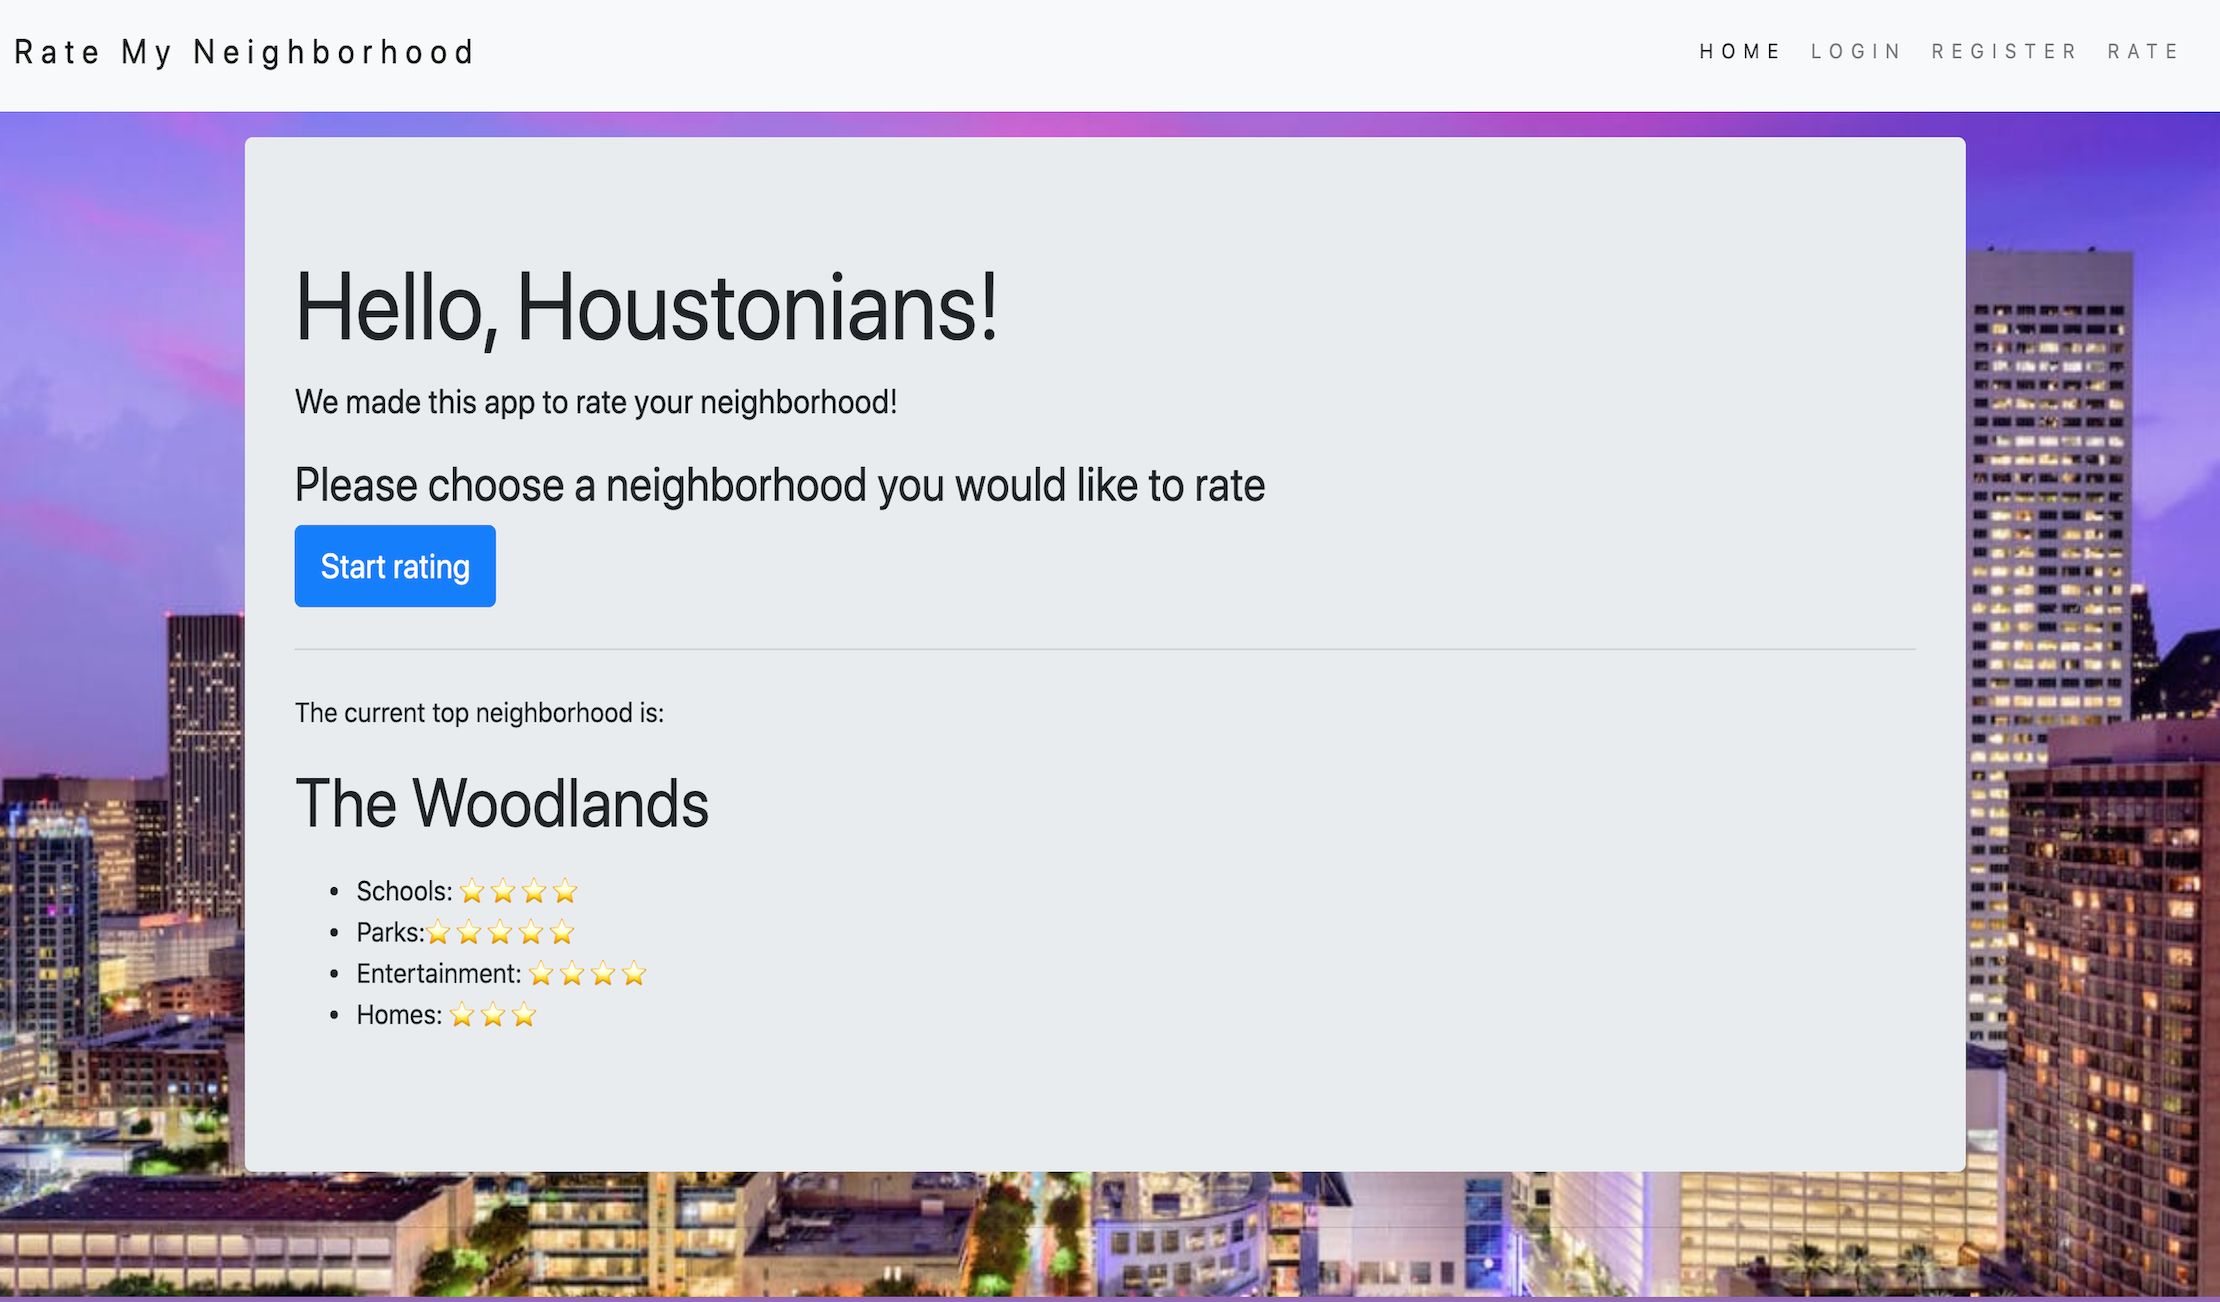 Rate My Neighborhood
HOME LOGIN REGISTER RATE
Hello, Houstonians!
We made this app to rate your neighborhood!
Please choose a neighborhood you would like to rate
Start rating
The current top neighborhood is:
The Woodlands
• Schools: ⭐⭐⭐⭐
• Parks:⭐⭐⭐⭐⭐
• Entertainment: ⭐⭐⭐⭐
• Homes: ⭐⭐⭐